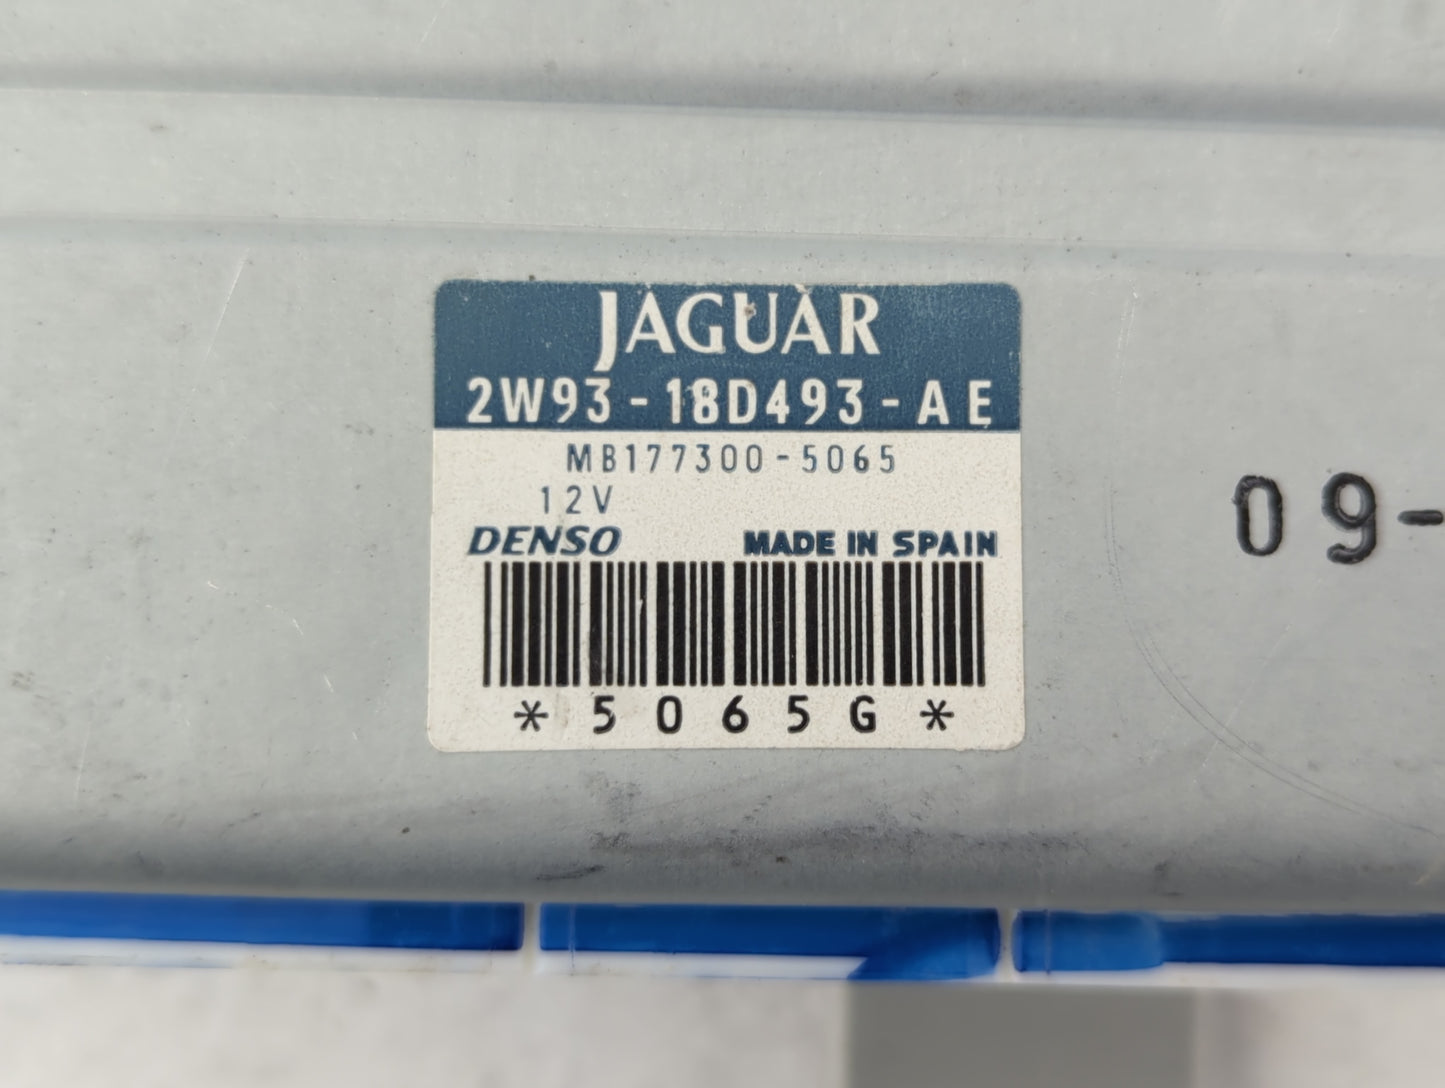 JAGUAR
2W93-18D493-AE
MB177300-5065
12V
DENSO MADE IN SPAIN
*5065G*
09-